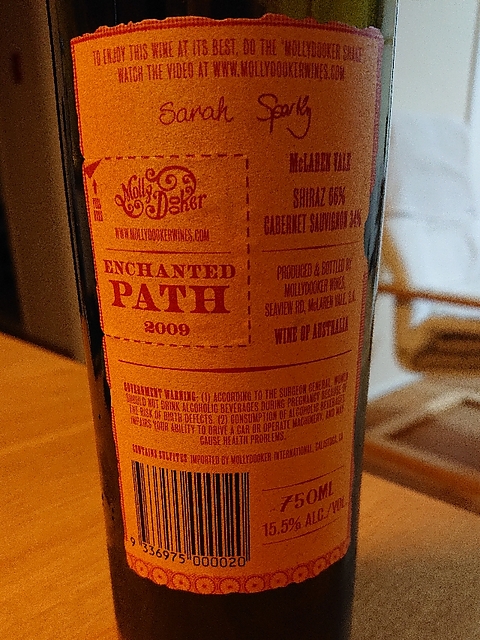 TO ENJOY THIS WINE AT ITS BEST, DO THE 'MOLLYDOOKER SHAKE'
WATCH THE VIDEO AT WWW.MOLLYDOOKERWINES.COM
Sarah Sparky
Molly Dooker
WWW.MOLLYDOOKERWINES.COM
ENCHANTED
PATH
2009
MCLAREN VALE
SHIRAZ 66%
CABERNET SAUVIGNON 34%
PRODUCED & BOTTLED BY
MOLLYDOOKER WINES,
SEAVIEW RD, McLAREN VALE, S.A.
WINE OF AUSTRALIA
GOVERNMENT WARNING: (1) ACCORDING TO THE SURGEON GENERAL, WOMEN
SHOULD NOT DRINK ALCOHOLIC BEVERAGES DURING PREGNANCY BECAUSE OF
THE RISK OF BIRTH DEFECTS. (2) CONSUMPTION OF ALCOHOLIC BEVERAGES
IMPAIRS YOUR ABILITY TO DRIVE A CAR OR OPERATE MACHINERY, AND MAY
CAUSE HEALTH PROBLEMS.
CONTAINS SULFITES IMPORTED BY MOLLYDOOKER INTERNATIONAL, CALISTOGA, CA
9 336975 000020
750ML
15.5% ALC./VOL